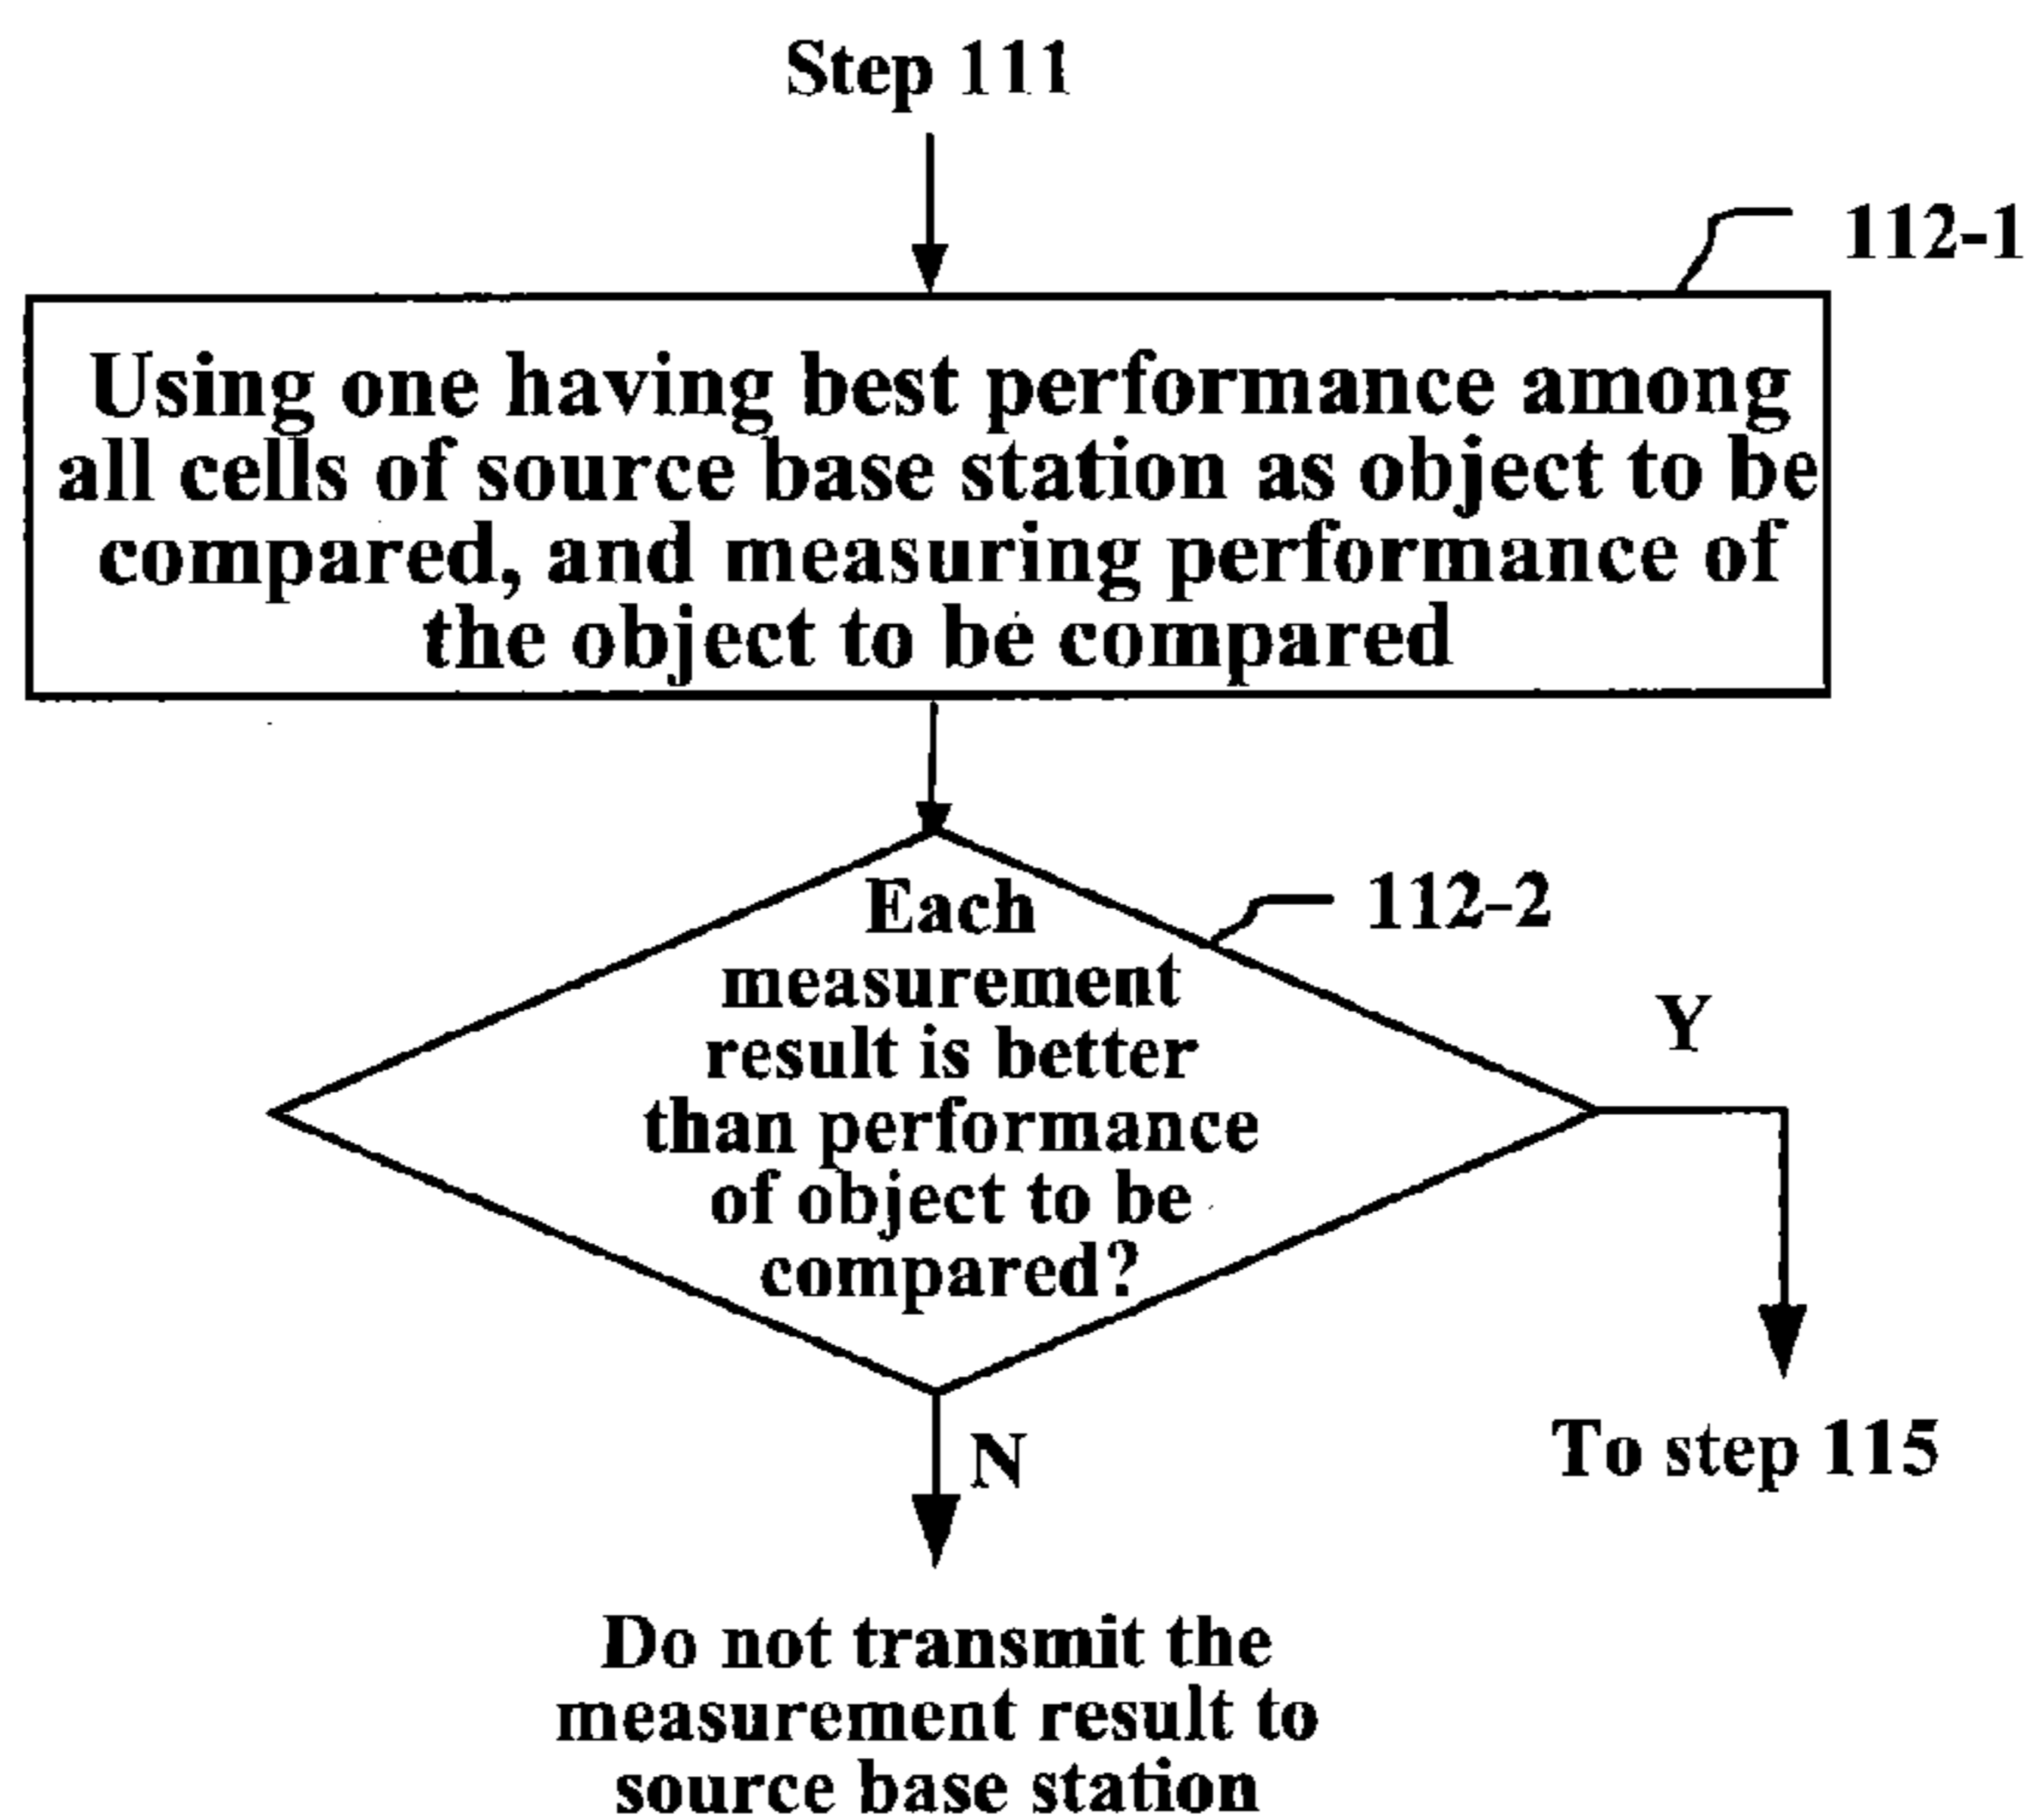 Step 111
112-1
Using one having best performance among
all cells of source base station as object to be
compared, and measuring performance of
the object to be compared
112-2
Each
measurement
result is better
than performance
of object to be
compared?
Y
N
To step 115
Do not transmit the
measurement result to
source base station